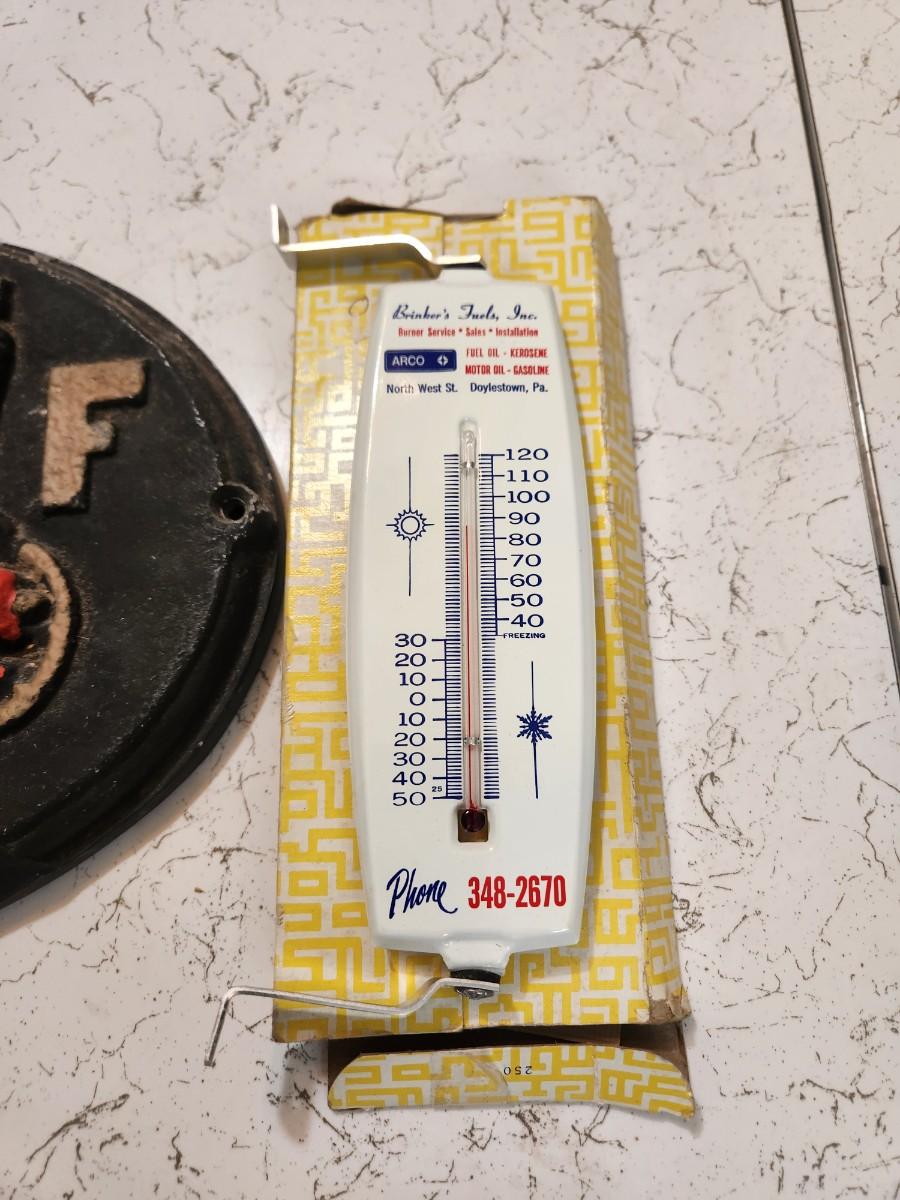 F
Brinker's Fuels, Inc.
Burner Service * Sales * Installation
ARCO
FUEL OIL - KEROSENE
MOTOR OIL - GASOLINE
North West St. Doylestown, Pa.
120
110
100
90
80
70
60
50
40
FREEZING
30
20
10
0
10
20
30
40
25
50
Phone 348-2670
250